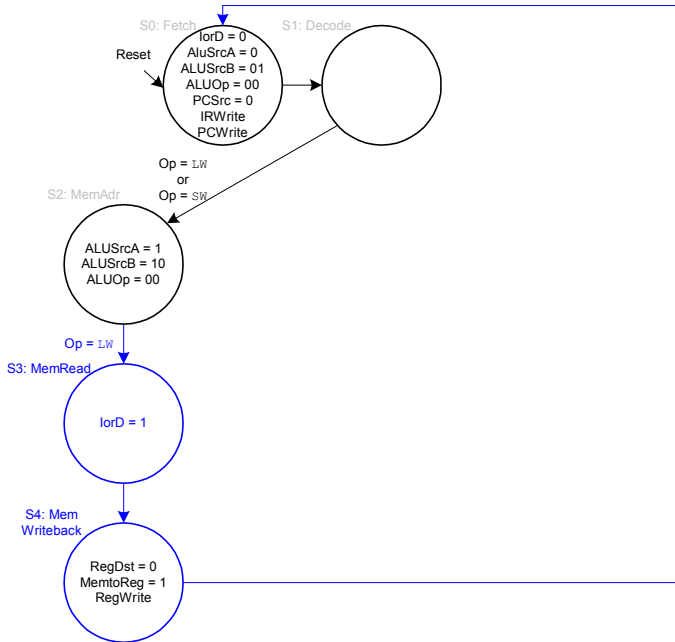 S0: Fetch
S1: Decode
Reset
IorD = 0
AluSrcA = 0
ALUSrcB = 01
ALUOp = 00
PCSrc = 0
IRWrite
PCWrite
Op = LW
or
Op = SW
S2: MemAdr
ALUSrcA = 1
ALUSrcB = 10
ALUOp = 00
Op = LW
S3: MemRead
IorD = 1
S4: Mem
Writeback
RegDst = 0
MemtoReg = 1
RegWrite